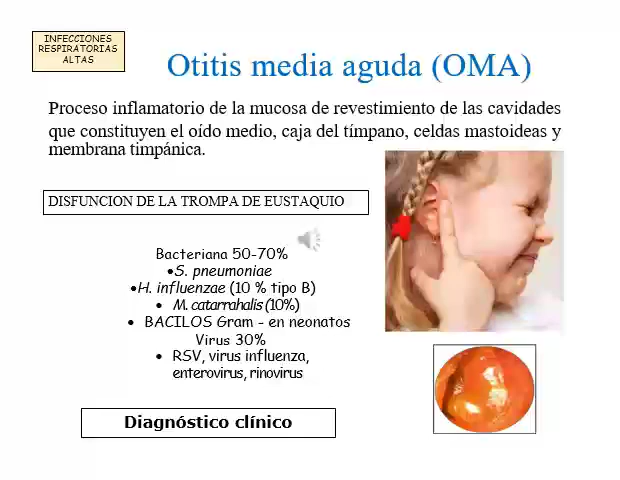 INFECCIONES
RESPIRATORIAS
ALTAS
Otitis media aguda (OMA)
Proceso inflamatorio de la mucosa de revestimiento de las cavidades
que constituyen el oído medio, caja del tímpano, celdas mastoideas y
membrana timpánica.
DISFUNCION DE LA TROMPA DE EUSTAQUIO
Bacteriana 50-70%
•S. pneumoniae
•H. influenzae (10 % tipo B)
• M. catarrahalis (10%)
• BACILOS Gram - en neonatos
Virus 30%
• RSV, virus influenza,
enterovirus, rinovirus
Diagnóstico clínico